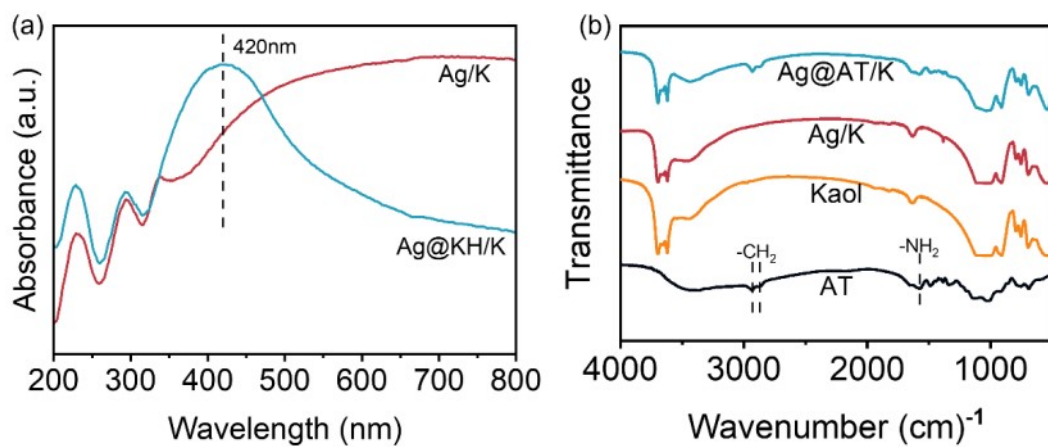 (a)
420nm
Ag/K
Ag@KH/K
Absorbance (a.u.)
200 300 400 500 600 700 800
Wavelength (nm)
(b)
Ag@AT/K
Ag/K
Kaol
-CH₂
-NH₂
AT
Transmittance
4000 3000 2000 1000
Wavenumber (cm)⁻¹